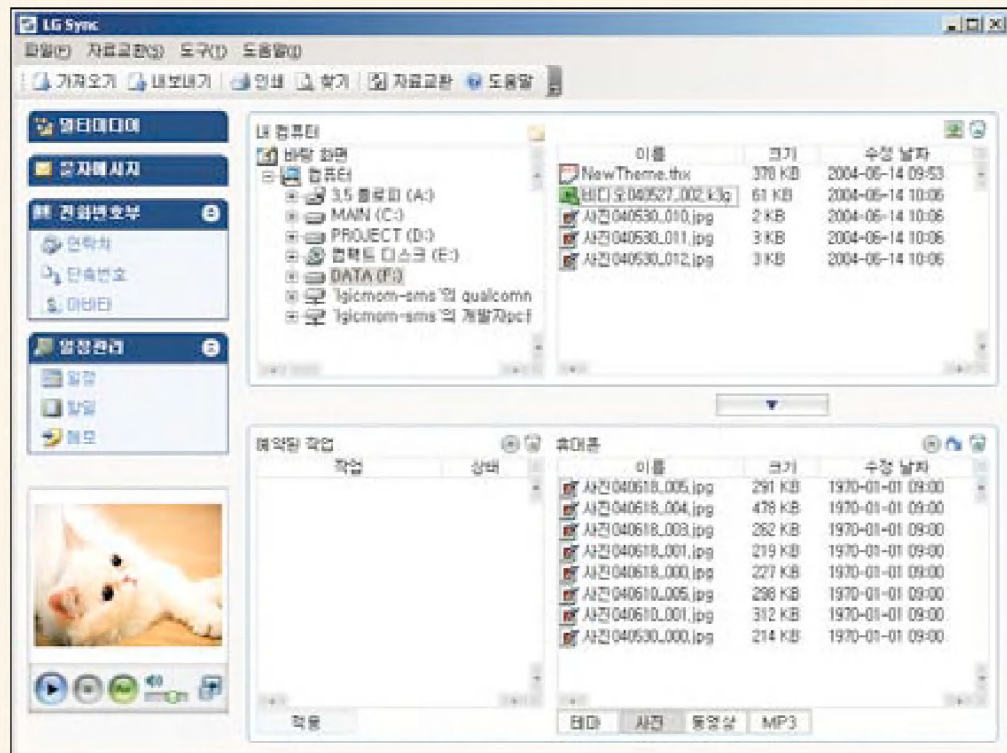 LG Sync
파일(F) 자료교환(S) 도구(T) 도움말(I)
가져오기 내보내기 인쇄 찾기 자료교환 도움말
멀티미디어
문자메시지
전화번호부
연락처
단축번호
아바타
일정관리
일정
할일
메모
내 컴퓨터
바탕 화면
컴퓨터
3,5 플로피 (A:)
MAIN (C:)
PROJECT (D:)
컴팩트 디스크 (E:)
DATA (F:)
'lgicmom-sms'의 qualcomn
'lgicmom-sms'의 개발자pc
이름 크기 수정 날짜
NewTheme.thx 378 KB 2004-06-14 09:53
비디오040527_002.k3g 61 KB 2004-06-14 10:06
사진040530_010.jpg 2 KB 2004-06-14 10:06
사진040530_011.jpg 3 KB 2004-06-14 10:06
사진040530_012.jpg 3 KB 2004-06-14 10:06
예약된 작업
작업 상태
적용
휴대폰
이름 크기 수정 날짜
사진040618_005.jpg 291 KB 1970-01-01 09:00
사진040618_004.jpg 478 KB 1970-01-01 09:00
사진040618_003.jpg 262 KB 1970-01-01 09:00
사진040618_001.jpg 219 KB 1970-01-01 09:00
사진040618_000.jpg 227 KB 1970-01-01 09:00
사진040610_005.jpg 298 KB 1970-01-01 09:00
사진040610_001.jpg 312 KB 1970-01-01 09:00
사진040530_000.jpg 214 KB 1970-01-01 09:00
테마 사진 동영상 MP3